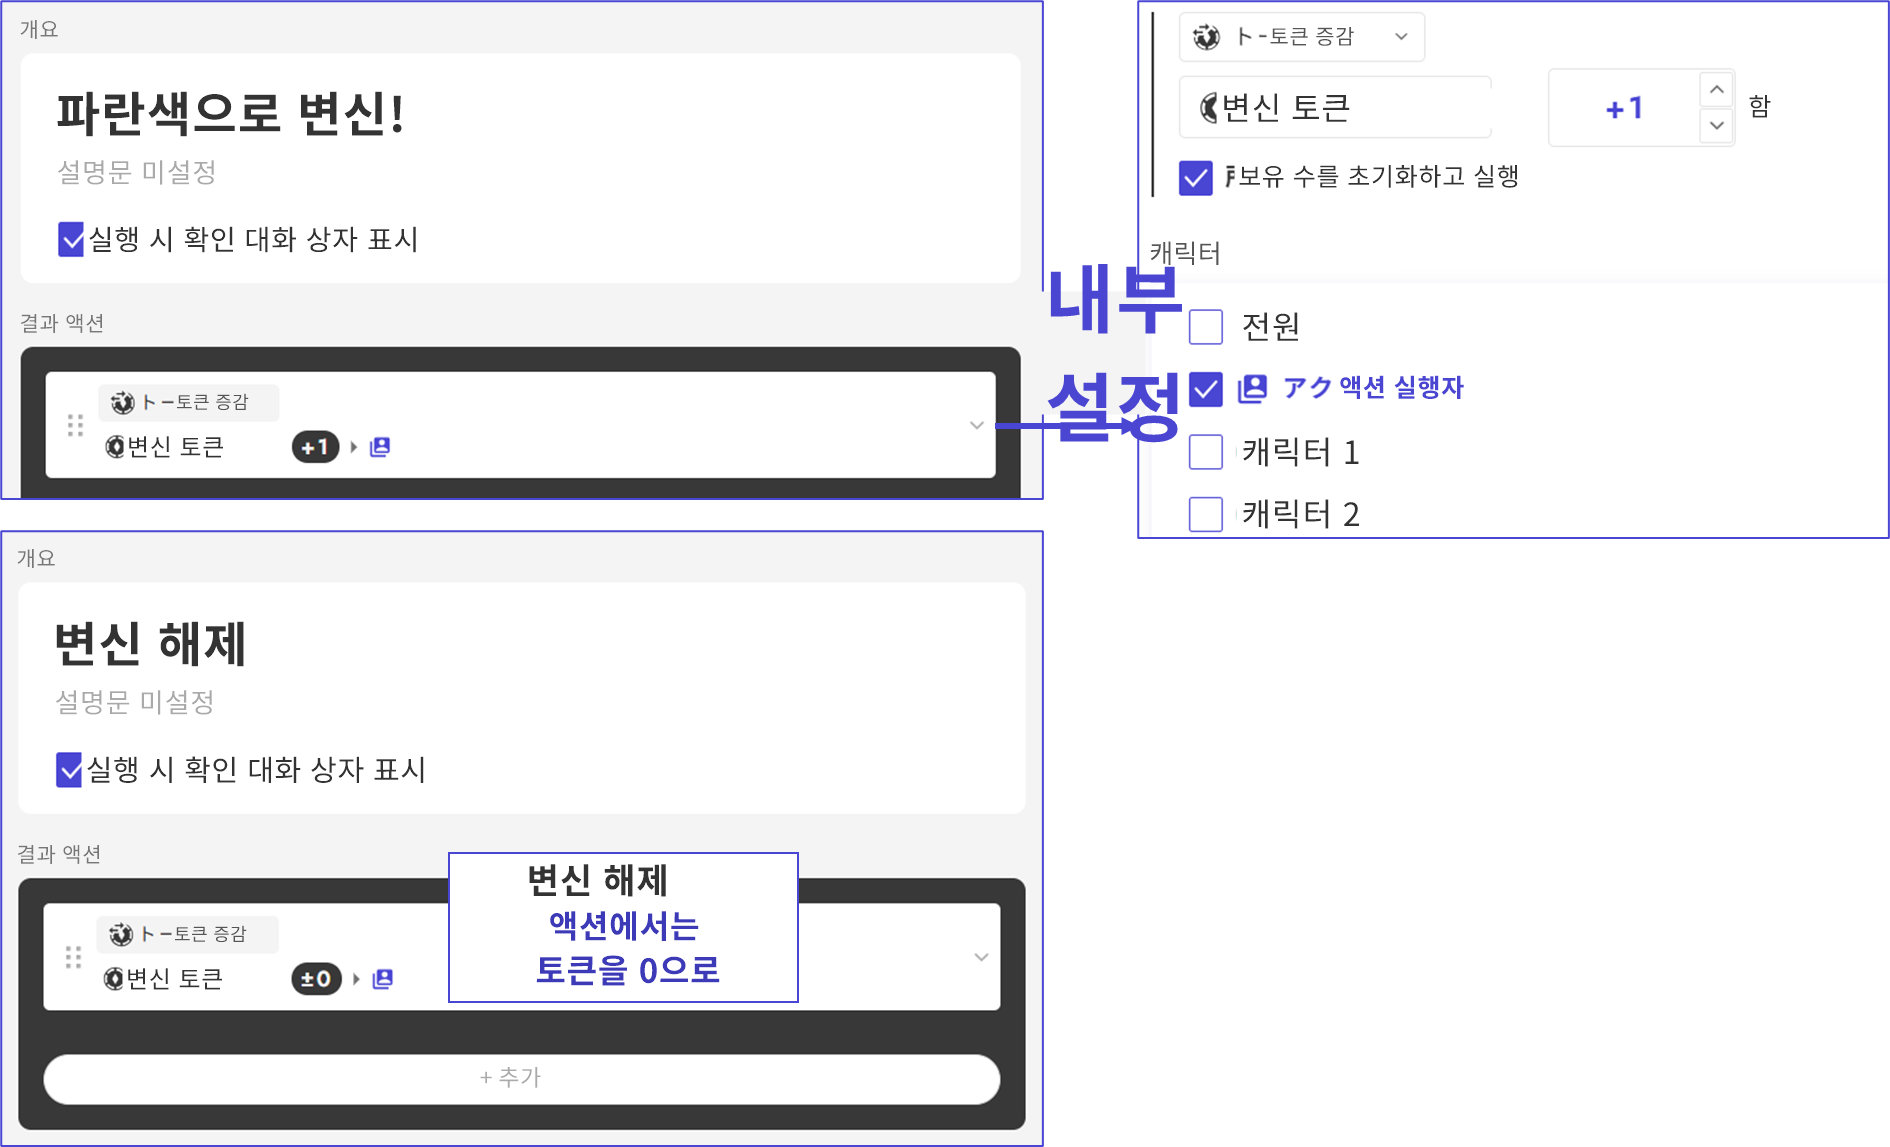 개요
파란색으로 변신!
설명문 미설정
실행 시 확인 대화 상자 표시
결과 액션
ト ー토큰 증감
변신 토큰 +1
내부
설정
ト ー토큰 증감
변신 토큰 +1 함
보유 수를 초기화하고 실행
캐릭터
전원
アク 액션 실행자
캐릭터 1
캐릭터 2
개요
변신 해제
설명문 미설정
실행 시 확인 대화 상자 표시
결과 액션
ト ー토큰 증감
변신 토큰 ±0
변신 해제
액션에서는
토큰을 0으로
+ 추가